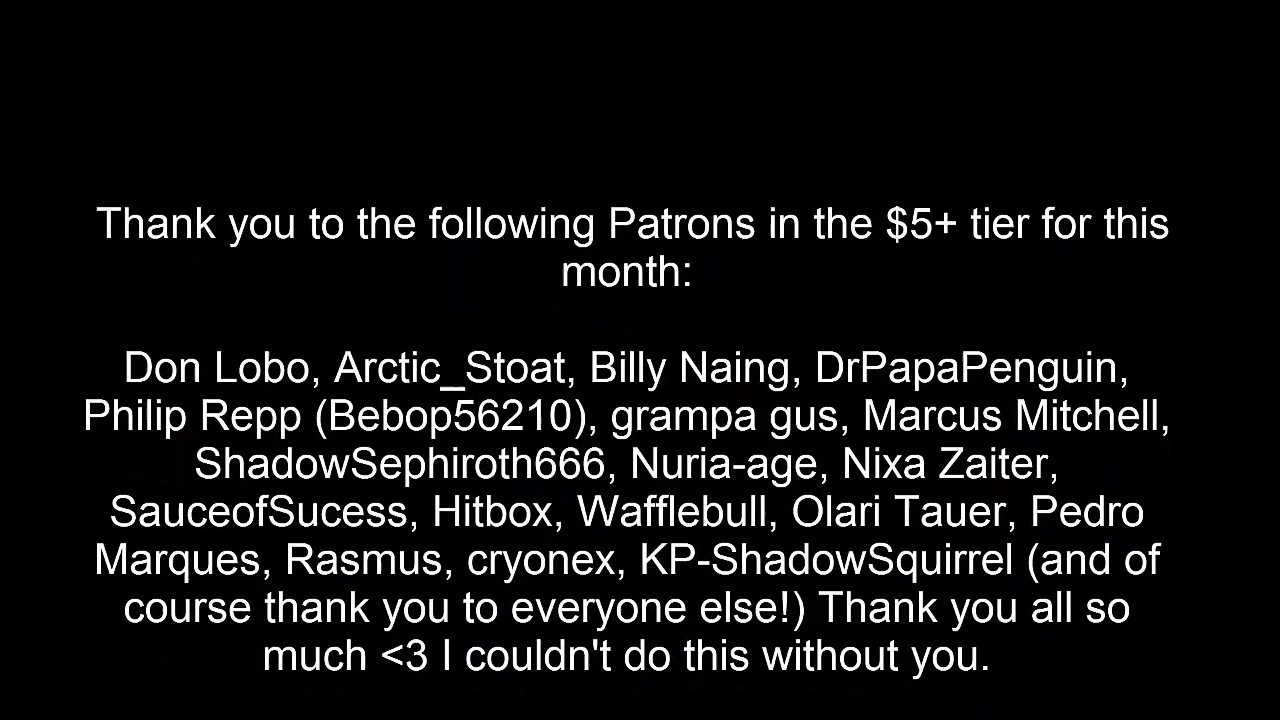 Thank you to the following Patrons in the $5+ tier for this
month:
Don Lobo, Arctic_Stoat, Billy Naing, DrPapaPenguin,
Philip Repp (Bebop56210), grampa gus, Marcus Mitchell,
ShadowSephiroth666, Nuria-age, Nixa Zaiter,
SauceofSucess, Hitbox, Wafflebull, Olari Tauer, Pedro
Marques, Rasmus, cryonex, KP-ShadowSquirrel (and of
course thank you to everyone else!) Thank you all so
much <3 I couldn't do this without you.